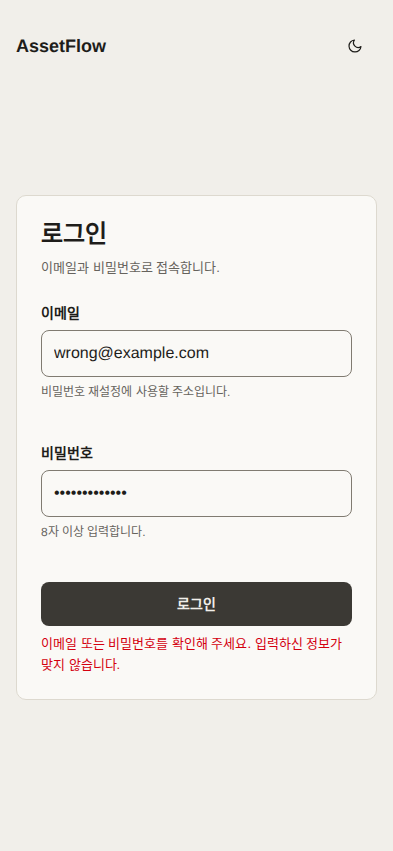 AssetFlow
로그인
이메일과 비밀번호로 접속합니다.
이메일
wrong@example.com
비밀번호 재설정에 사용할 주소입니다.
비밀번호
•••••••••••••
8자 이상 입력합니다.
로그인
이메일 또는 비밀번호를 확인해 주세요. 입력하신 정보가
맞지 않습니다.